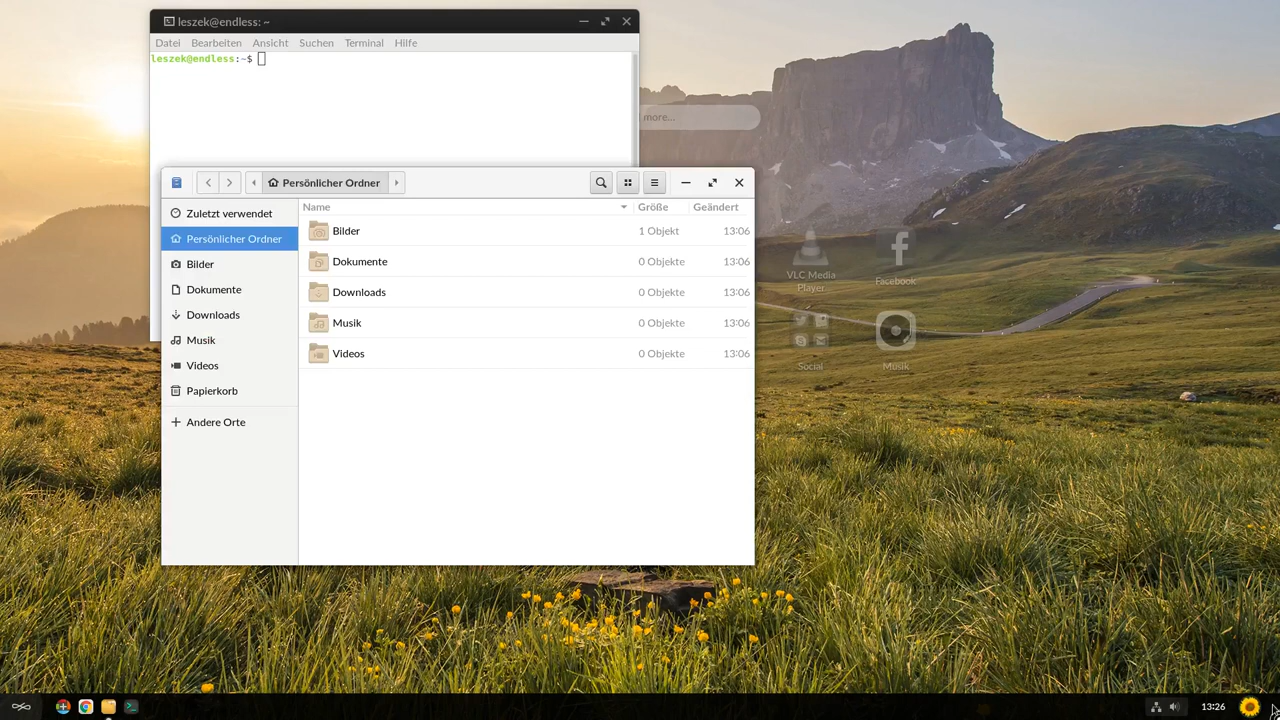 leszek@endless: ~
Datei Bearbeiten Ansicht Suchen Terminal Hilfe
leszek@endless:~$
more...
Persönlicher Ordner
Zuletzt verwendet
Persönlicher Ordner
Bilder
Dokumente
Downloads
Musik
Videos
Papierkorb
Andere Orte
Name Größe Geändert
Bilder 1 Objekt 13:06
Dokumente 0 Objekte 13:06
Downloads 0 Objekte 13:06
Musik 0 Objekte 13:06
Videos 0 Objekte 13:06
VLC Media
Player
Facebook
Social
Musik
13:26